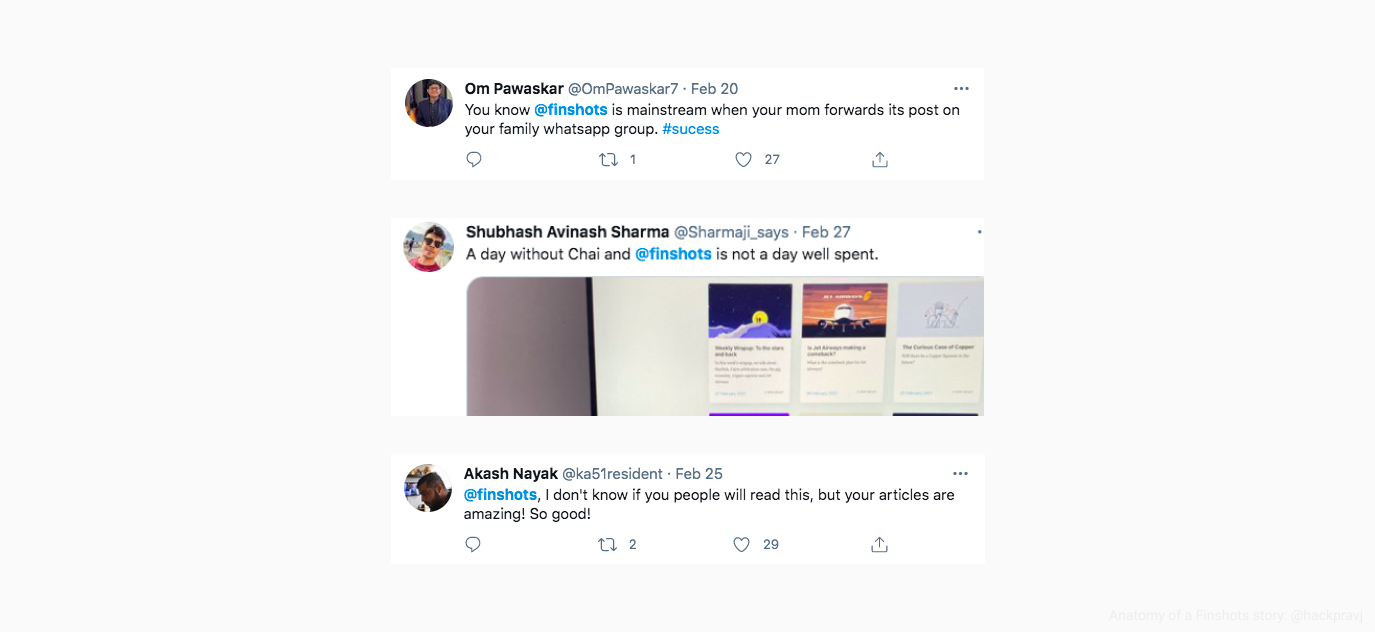 Om Pawaskar @OmPawaskar7 · Feb 20
You know @finshots is mainstream when your mom forwards its post on
your family whatsapp group. #sucess
1 27
Shubhash Avinash Sharma @Sharmaji_says · Feb 27
A day without Chai and @finshots is not a day well spent.
JET AIRWAYS
Weekly Wrapup: To the stars
and back
Is Jet Airways making a
comeback?
The Curious Case of Copper
Akash Nayak @ka51resident · Feb 25
@finshots, I don't know if you people will read this, but your articles are
amazing! So good!
2 29
Anatomy of a Finshots story: @hackpravj